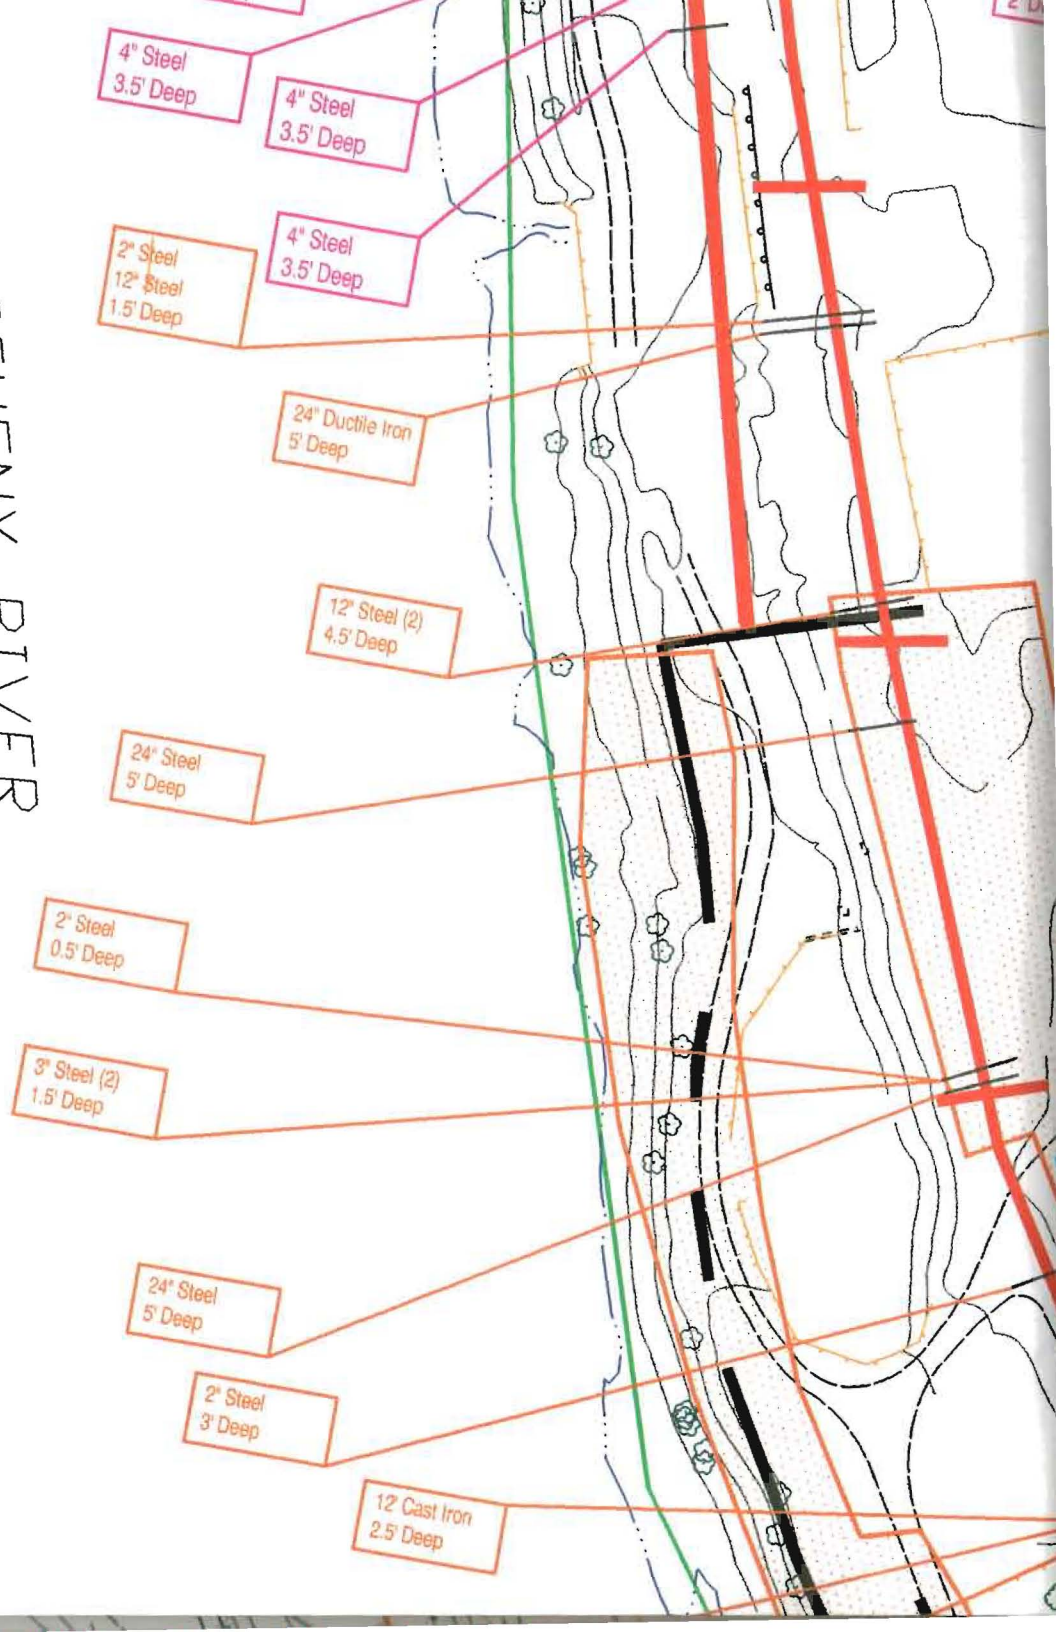 4" Steel
3.5' Deep
4" Steel
3.5' Deep
4" Steel
3.5' Deep
2" Steel
12" Steel
1.5' Deep
24" Ductile Iron
5' Deep
12" Steel (2)
4.5' Deep
24" Steel
5' Deep
2" Steel
0.5' Deep
3" Steel (2)
1.5' Deep
24" Steel
5' Deep
2" Steel
3' Deep
12' Cast Iron
2.5' Deep
RIVER